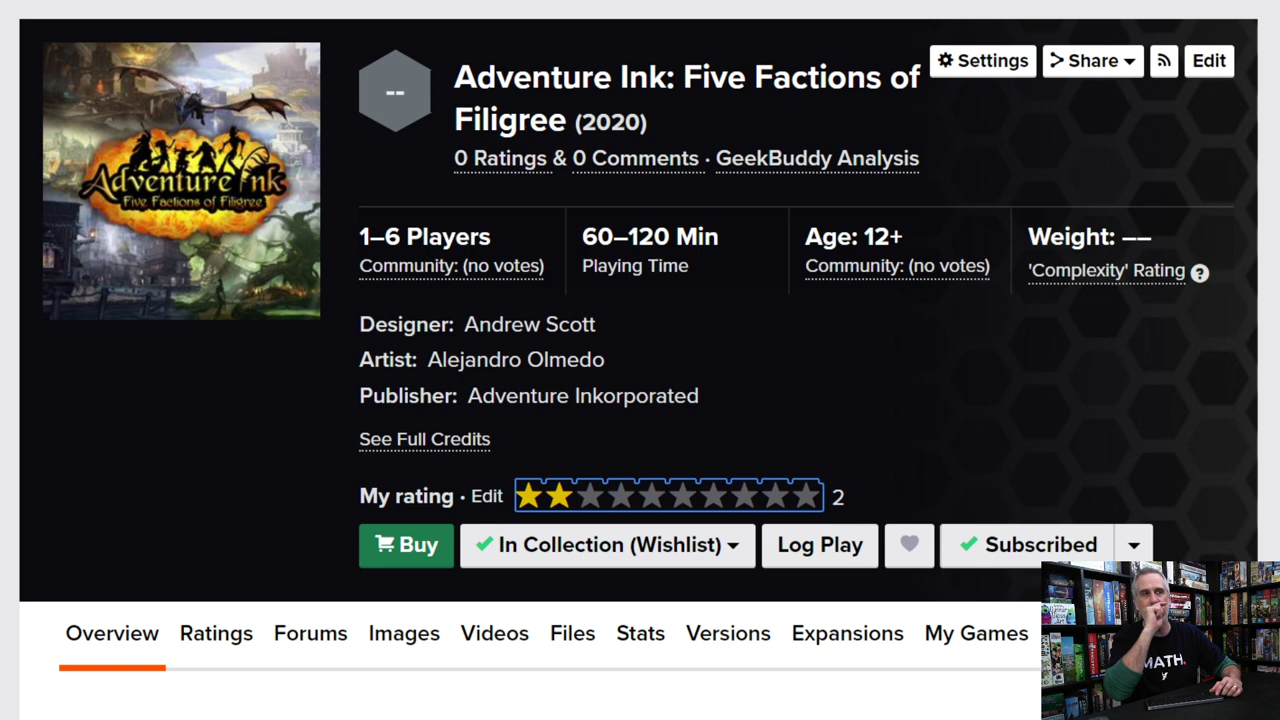 Settings
Share
Edit
--
Adventure Ink: Five Factions of
Filigree (2020)
0 Ratings & 0 Comments · GeekBuddy Analysis
Adventure Ink
Five Factions of Filigree
1–6 Players
Community: (no votes)
60–120 Min
Playing Time
Age: 12+
Community: (no votes)
Weight: ––
'Complexity' Rating ?
Designer: Andrew Scott
Artist: Alejandro Olmedo
Publisher: Adventure Inkorporated
See Full Credits
My rating · Edit
2
Buy
In Collection (Wishlist)
Log Play
Subscribed
Overview
Ratings
Forums
Images
Videos
Files
Stats
Versions
Expansions
My Games
MATH.